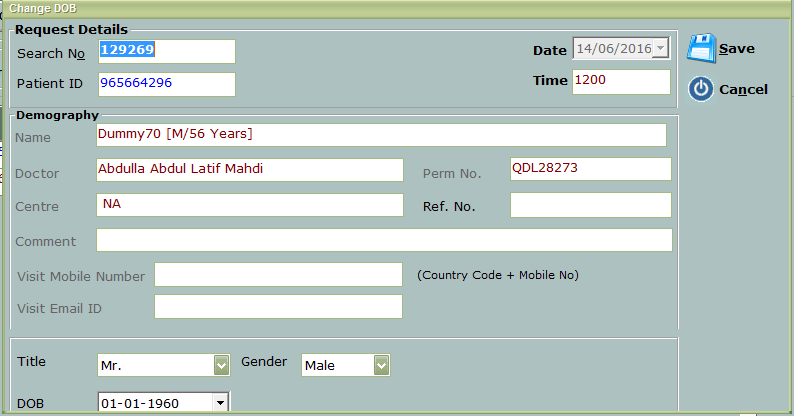 Change DOB
Request Details
Search No 129269 Date 14/06/2016 Save
Patient ID 965664296 Time 1200 Cancel
Demography
Name Dummy70 [M/56 Years]
Doctor Abdulla Abdul Latif Mahdi Perm No. QDL28273
Centre NA Ref. No.
Comment
Visit Mobile Number (Country Code + Mobile No)
Visit Email ID
Title Mr. Gender Male
DOB 01-01-1960